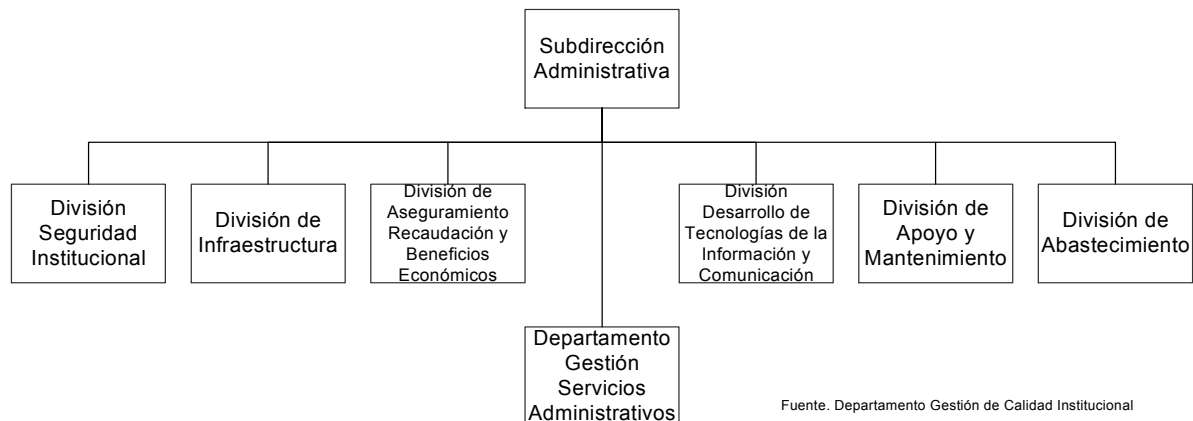 Subdirección
Administrativa
División
Seguridad
Institucional
División de
Infraestructura
División de
Aseguramiento
Recaudación y
Beneficios
Económicos
División
Desarrollo de
Tecnologías de la
Información y
Comunicación
División de
Apoyo y
Mantenimiento
División de
Abastecimiento
Departamento
Gestión
Servicios
Administrativos
Fuente. Departamento Gestión de Calidad Institucional